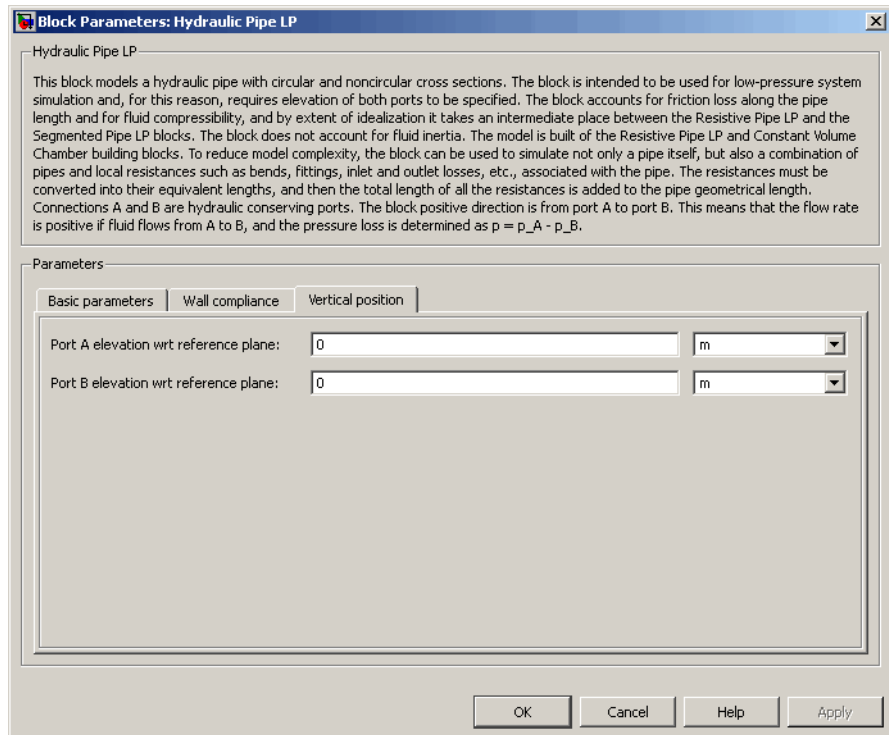 Block Parameters: Hydraulic Pipe LP
Hydraulic Pipe LP
This block models a hydraulic pipe with circular and noncircular cross sections. The block is intended to be used for low-pressure system
simulation and, for this reason, requires elevation of both ports to be specified. The block accounts for friction loss along the pipe
length and for fluid compressibility, and by extent of idealization it takes an intermediate place between the Resistive Pipe LP and the
Segmented Pipe LP blocks. The block does not account for fluid inertia. The model is built of the Resistive Pipe LP and Constant Volume
Chamber building blocks. To reduce model complexity, the block can be used to simulate not only a pipe itself, but also a combination of
pipes and local resistances such as bends, fittings, inlet and outlet losses, etc., associated with the pipe. The resistances must be
converted into their equivalent lengths, and then the total length of all the resistances is added to the pipe geometrical length.
Connections A and B are hydraulic conserving ports. The block positive direction is from port A to port B. This means that the flow rate
is positive if fluid flows from A to B, and the pressure loss is determined as p = p_A - p_B.
Parameters
Basic parameters Wall compliance Vertical position
Port A elevation wrt reference plane: 0 m
Port B elevation wrt reference plane: 0 m
OK Cancel Help Apply